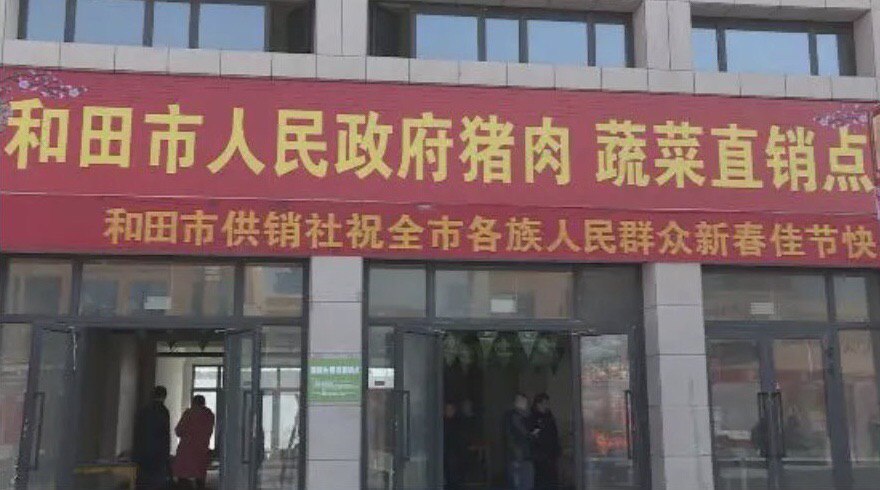 和田市人民政府猪肉 蔬菜直销点
和田市供销社祝全市各族人民群众新春佳节快